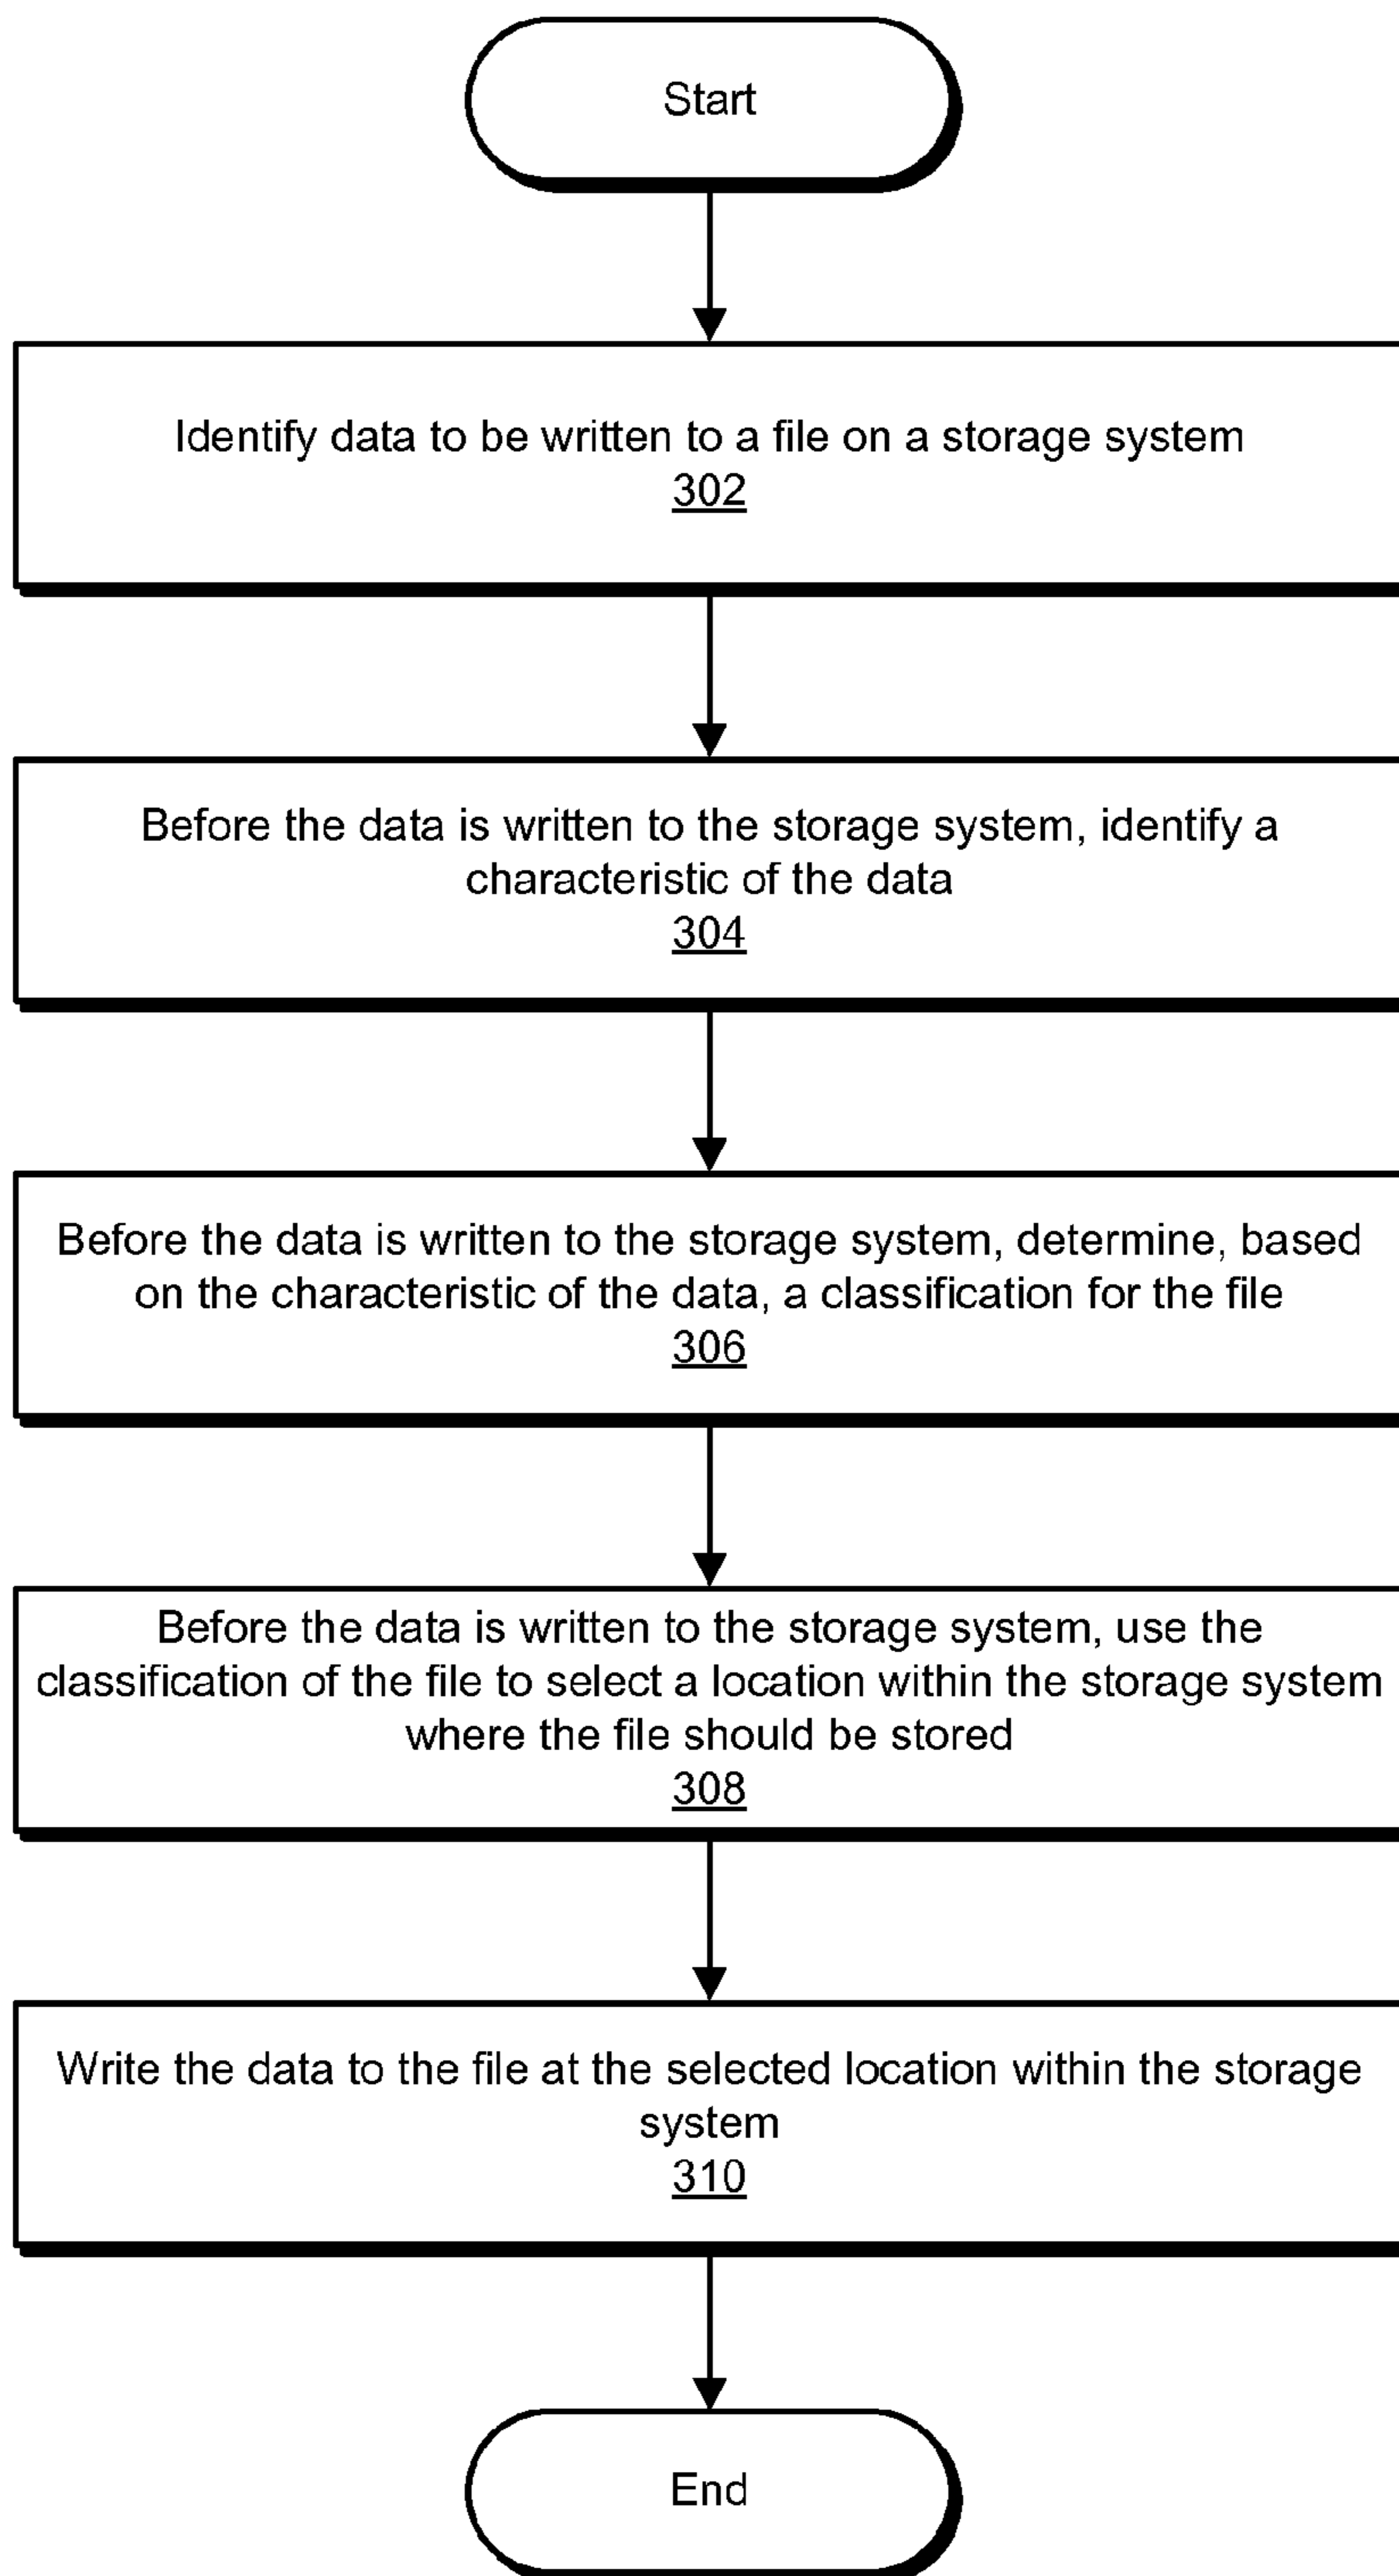 Start
Identify data to be written to a file on a storage system
302
Before the data is written to the storage system, identify a
characteristic of the data
304
Before the data is written to the storage system, determine, based
on the characteristic of the data, a classification for the file
306
Before the data is written to the storage system, use the
classification of the file to select a location within the storage system
where the file should be stored
308
Write the data to the file at the selected location within the storage
system
310
End